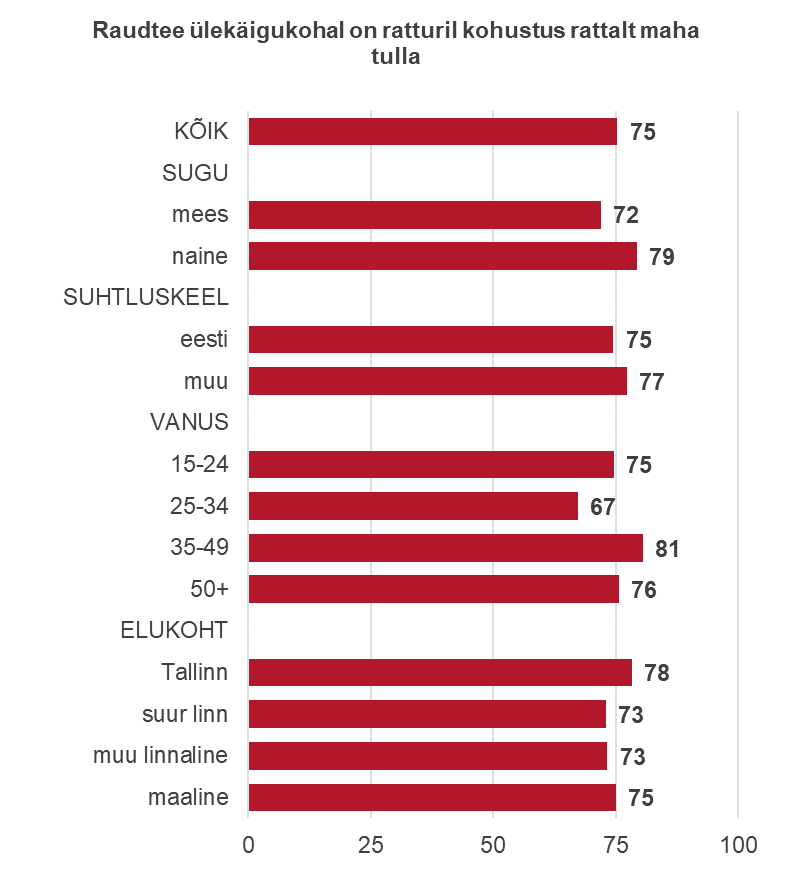 Raudtee ülekäigukohal on ratturil kohustus rattalt maha
tulla
KÕIK 75
SUGU
mees 72
naine 79
SUHTLUSKEEL
eesti 75
muu 77
VANUS
15-24 75
25-34 67
35-49 81
50+ 76
ELUKOHT
Tallinn 78
suur linn 73
muu linnaline 73
maaline 75
0 25 50 75 100